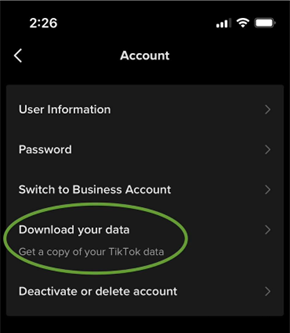 2:26
Account
User Information
Password
Switch to Business Account
Download your data
Get a copy of your TikTok data
Deactivate or delete account